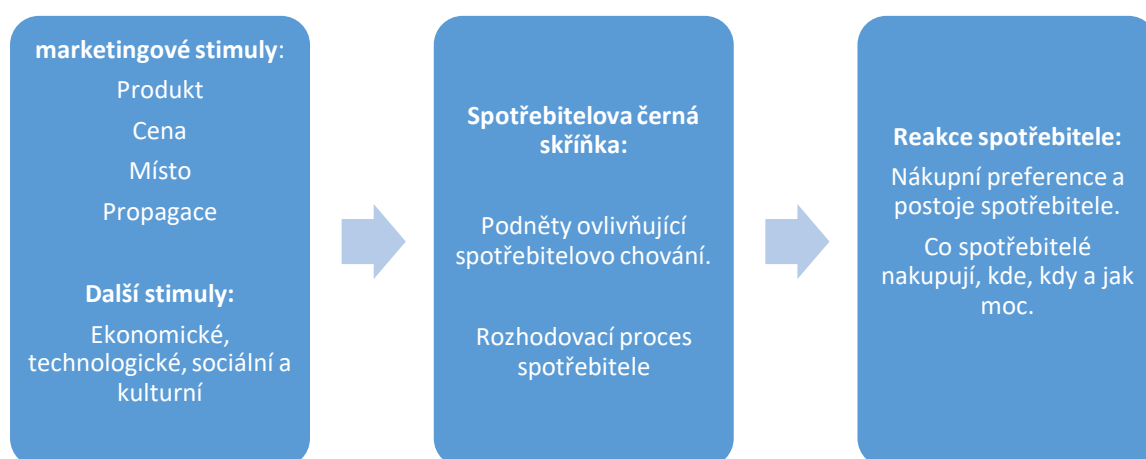 marketingové stimuly:
Produkt
Cena
Místo
Propagace
Další stimuly:
Ekonomické,
technologické, sociální a
kulturní
Spotřebitelova černá
skříňka:
Podněty ovlivňující
spotřebitelovo chování.
Rozhodovací proces
spotřebitele
Reakce spotřebitele:
Nákupní preference a
postoje spotřebitele.
Co spotřebitelé
nakupují, kde, kdy a jak
moc.